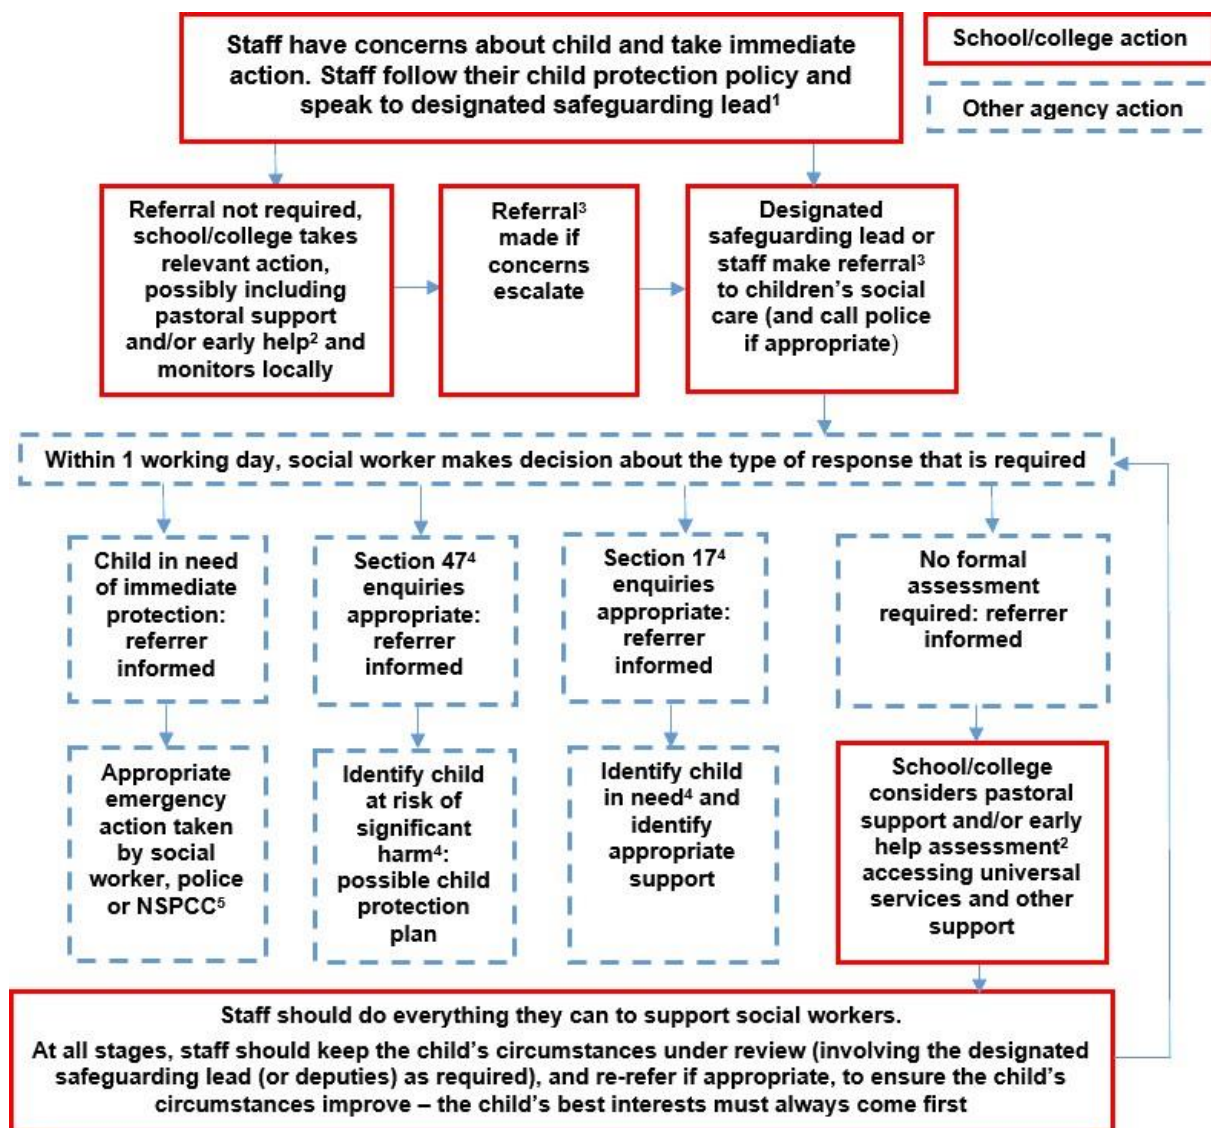 Staff have concerns about child and take immediate
action. Staff follow their child protection policy and
speak to designated safeguarding lead¹
School/college action
Other agency action
Referral not required,
school/college takes
relevant action,
possibly including
pastoral support
and/or early help² and
monitors locally
Referral³
made if
concerns
escalate
Designated
safeguarding lead or
staff make referral³
to children's social
care (and call police
if appropriate)
Within 1 working day, social worker makes decision about the type of response that is required
Child in need
of immediate
protection:
referrer
informed
Section 47⁴
enquiries
appropriate:
referrer
informed
Section 17⁴
enquiries
appropriate:
referrer
informed
No formal
assessment
required: referrer
informed
Appropriate
emergency
action taken
by social
worker, police
or NSPCC⁵
Identify child
at risk of
significant
harm⁴:
possible child
protection
plan
Identify child
in need⁴ and
identify
appropriate
support
School/college
considers pastoral
support and/or early
help assessment²
accessing universal
services and other
support
Staff should do everything they can to support social workers.
At all stages, staff should keep the child's circumstances under review (involving the designated
safeguarding lead (or deputies) as required), and re-refer if appropriate, to ensure the child's
circumstances improve – the child's best interests must always come first